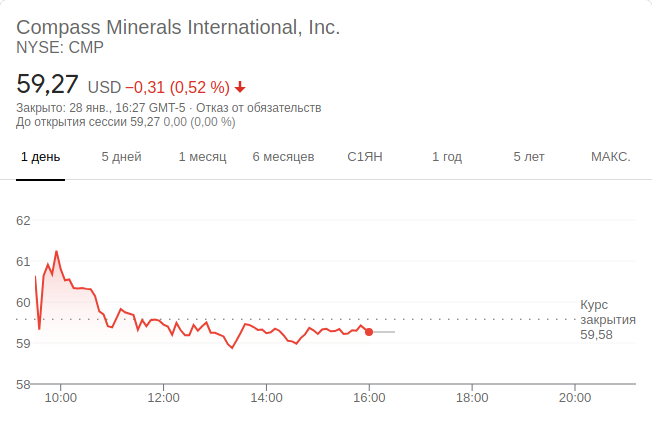 Compass Minerals International, Inc.
NYSE: CMP
59,27 USD −0,31 (0,52 %)
Закрыто: 28 янв., 16:27 GMT-5 · Отказ от обязательств
До открытия сессии 59,27 0,00 (0,00 %)
1 день 5 дней 1 месяц 6 месяцев С1ЯН 1 год 5 лет МАКС.
62
61
60
59
58
Курс
закрытия
59,58
10:00 12:00 14:00 16:00 18:00 20:00